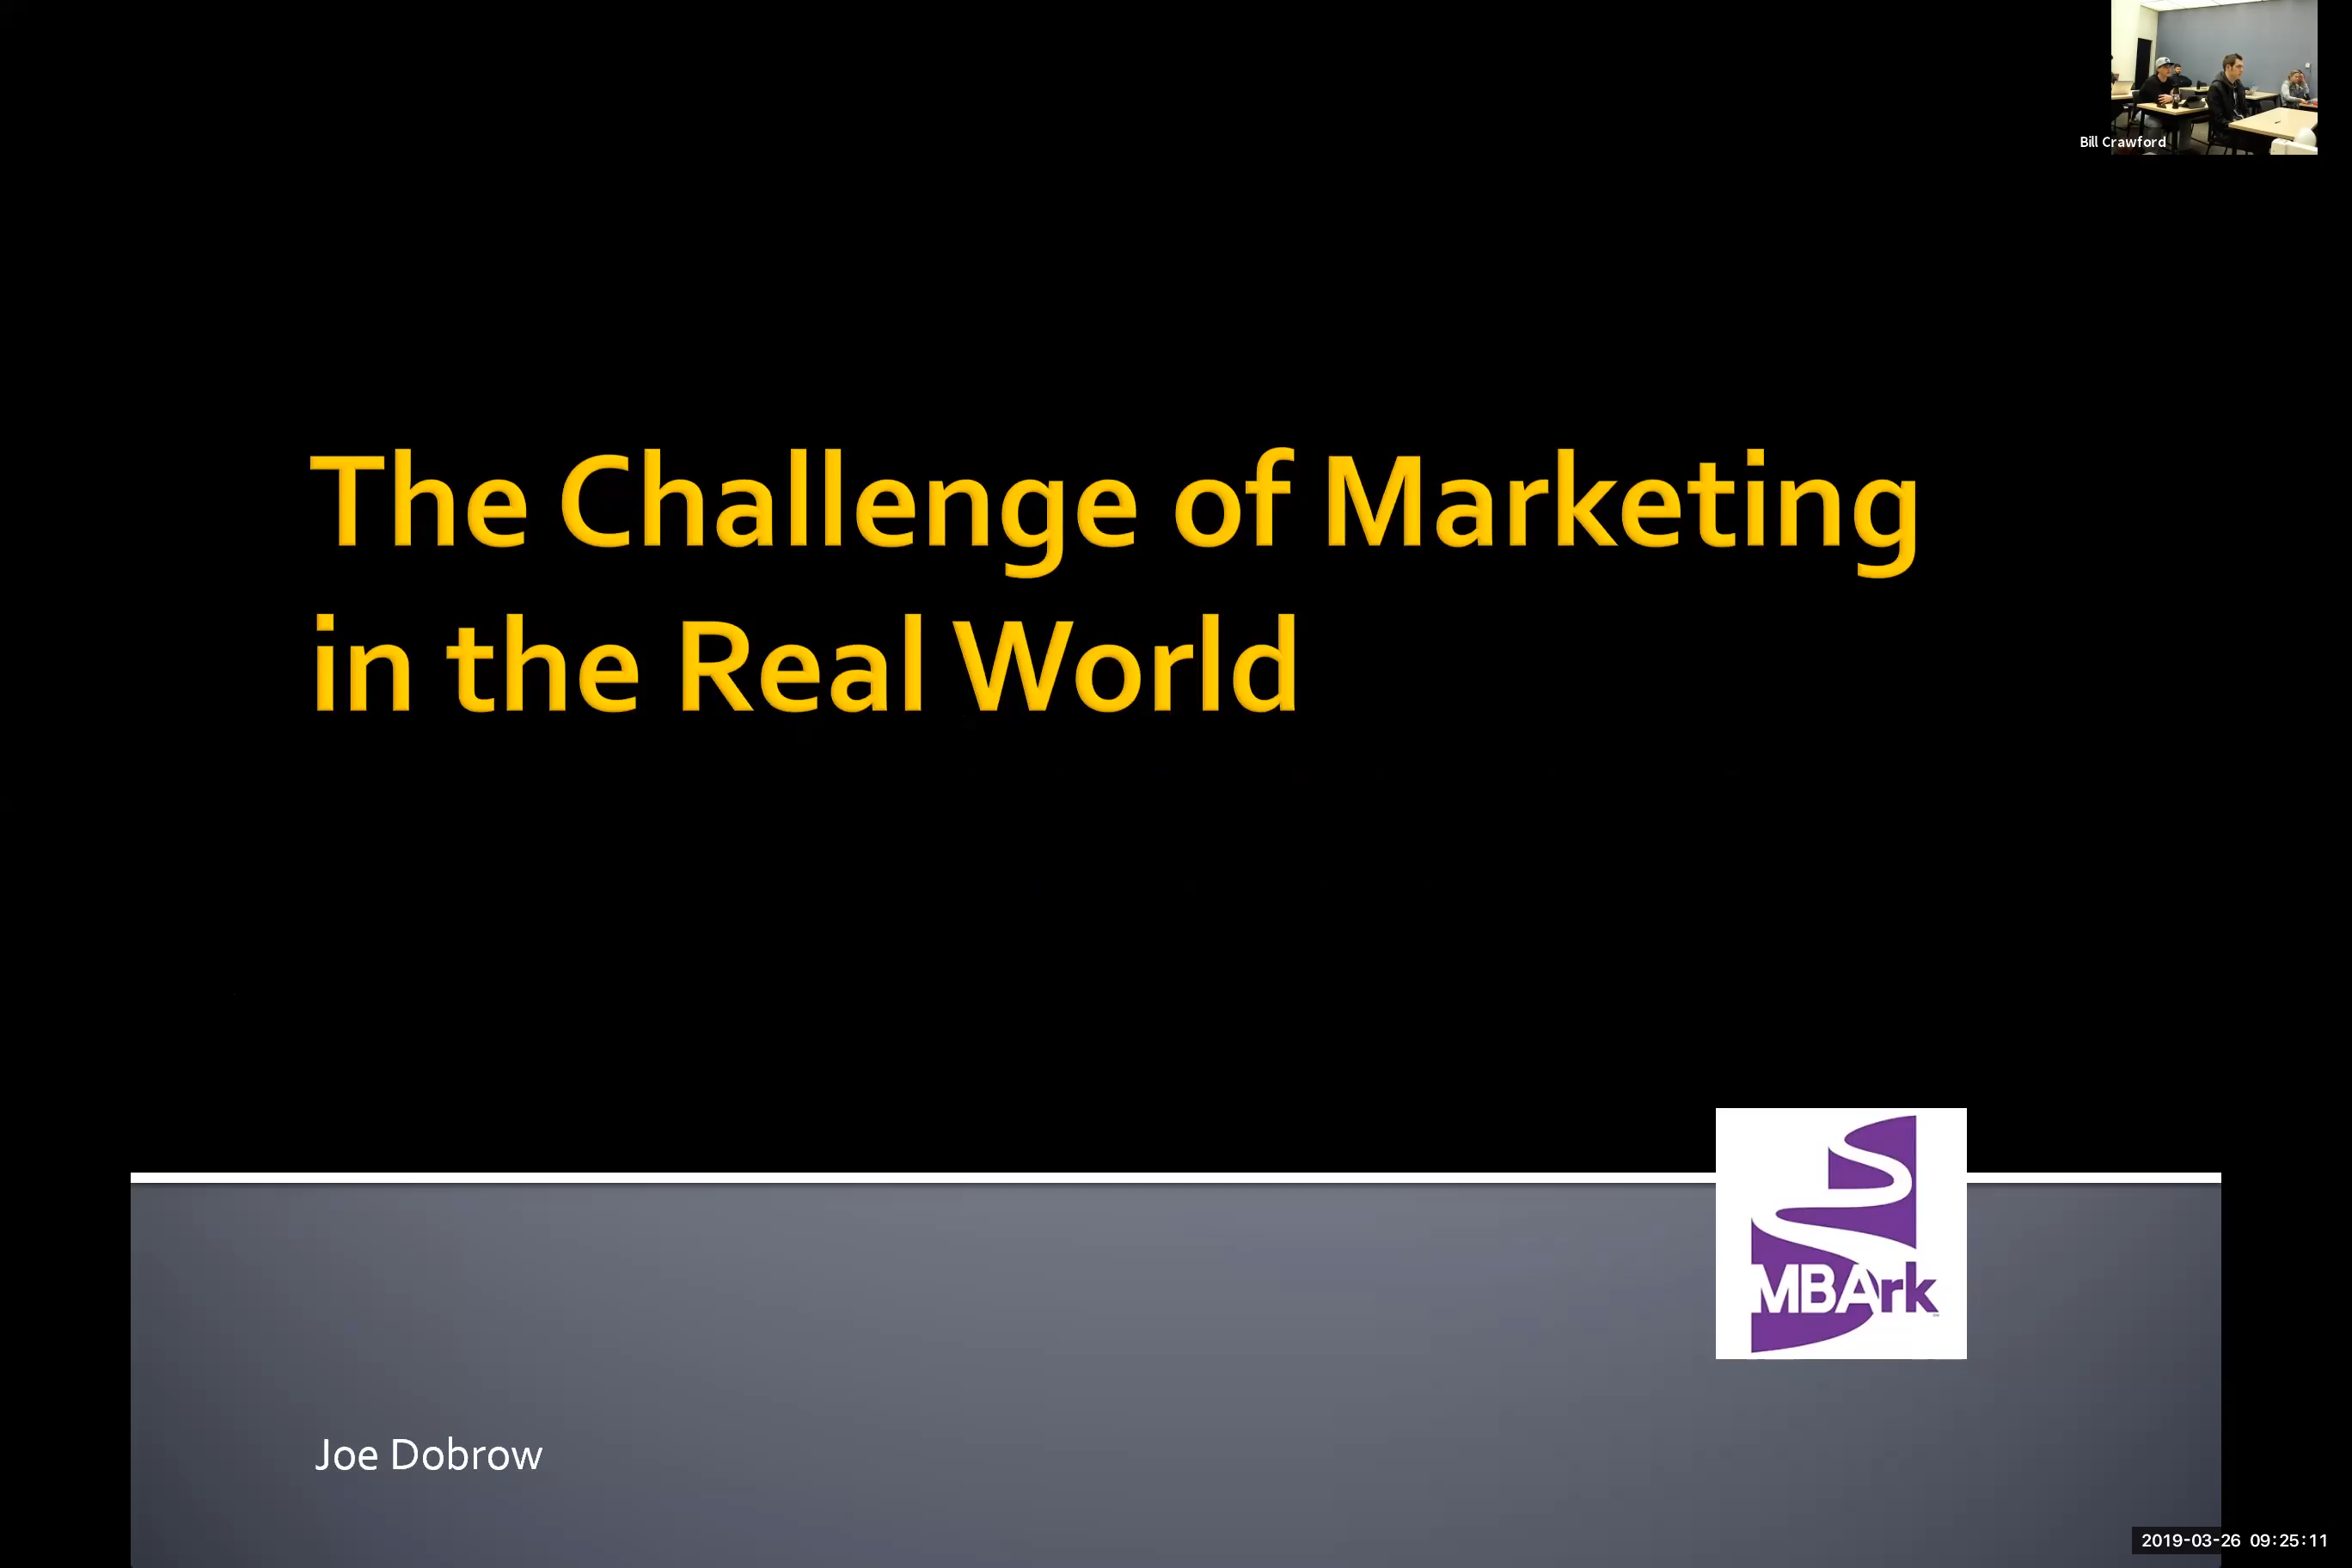 Bill Crawford
The Challenge of Marketing
in the Real World
MBArk
Joe Dobrow
2019-03-26 09:25:11